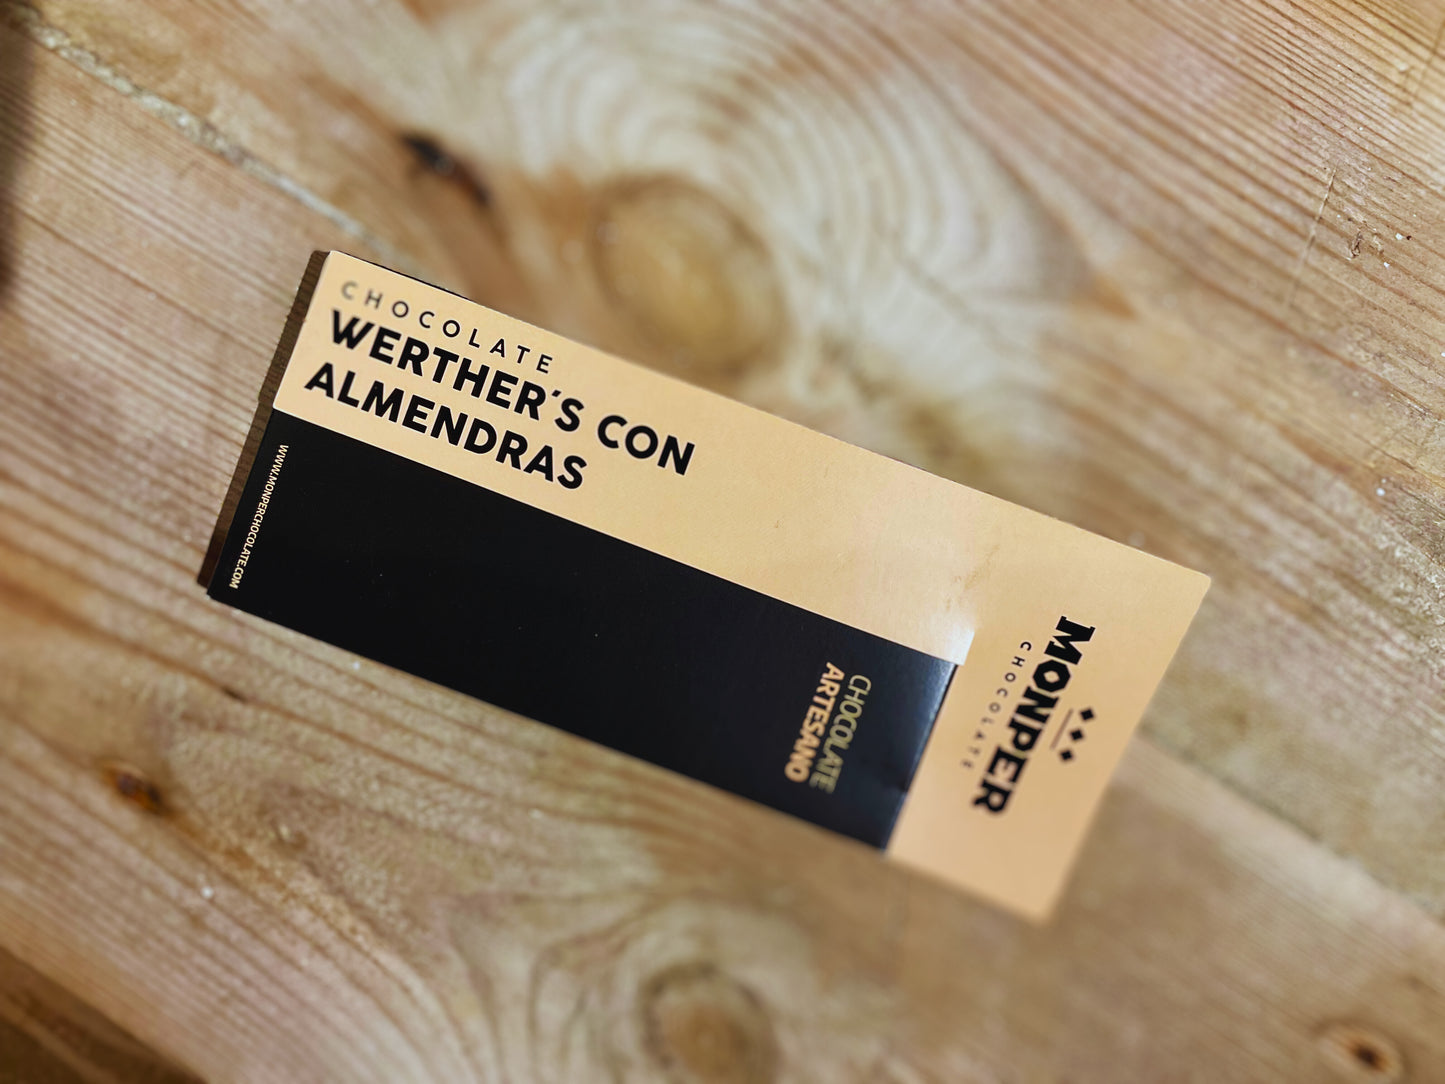 CHOCOLATE
WERTHER'S CON
ALMENDRAS
WWW.MONPERCHOCOLATE.COM
CHOCOLATE
ARTESANO
MONPER
CHOCOLATE